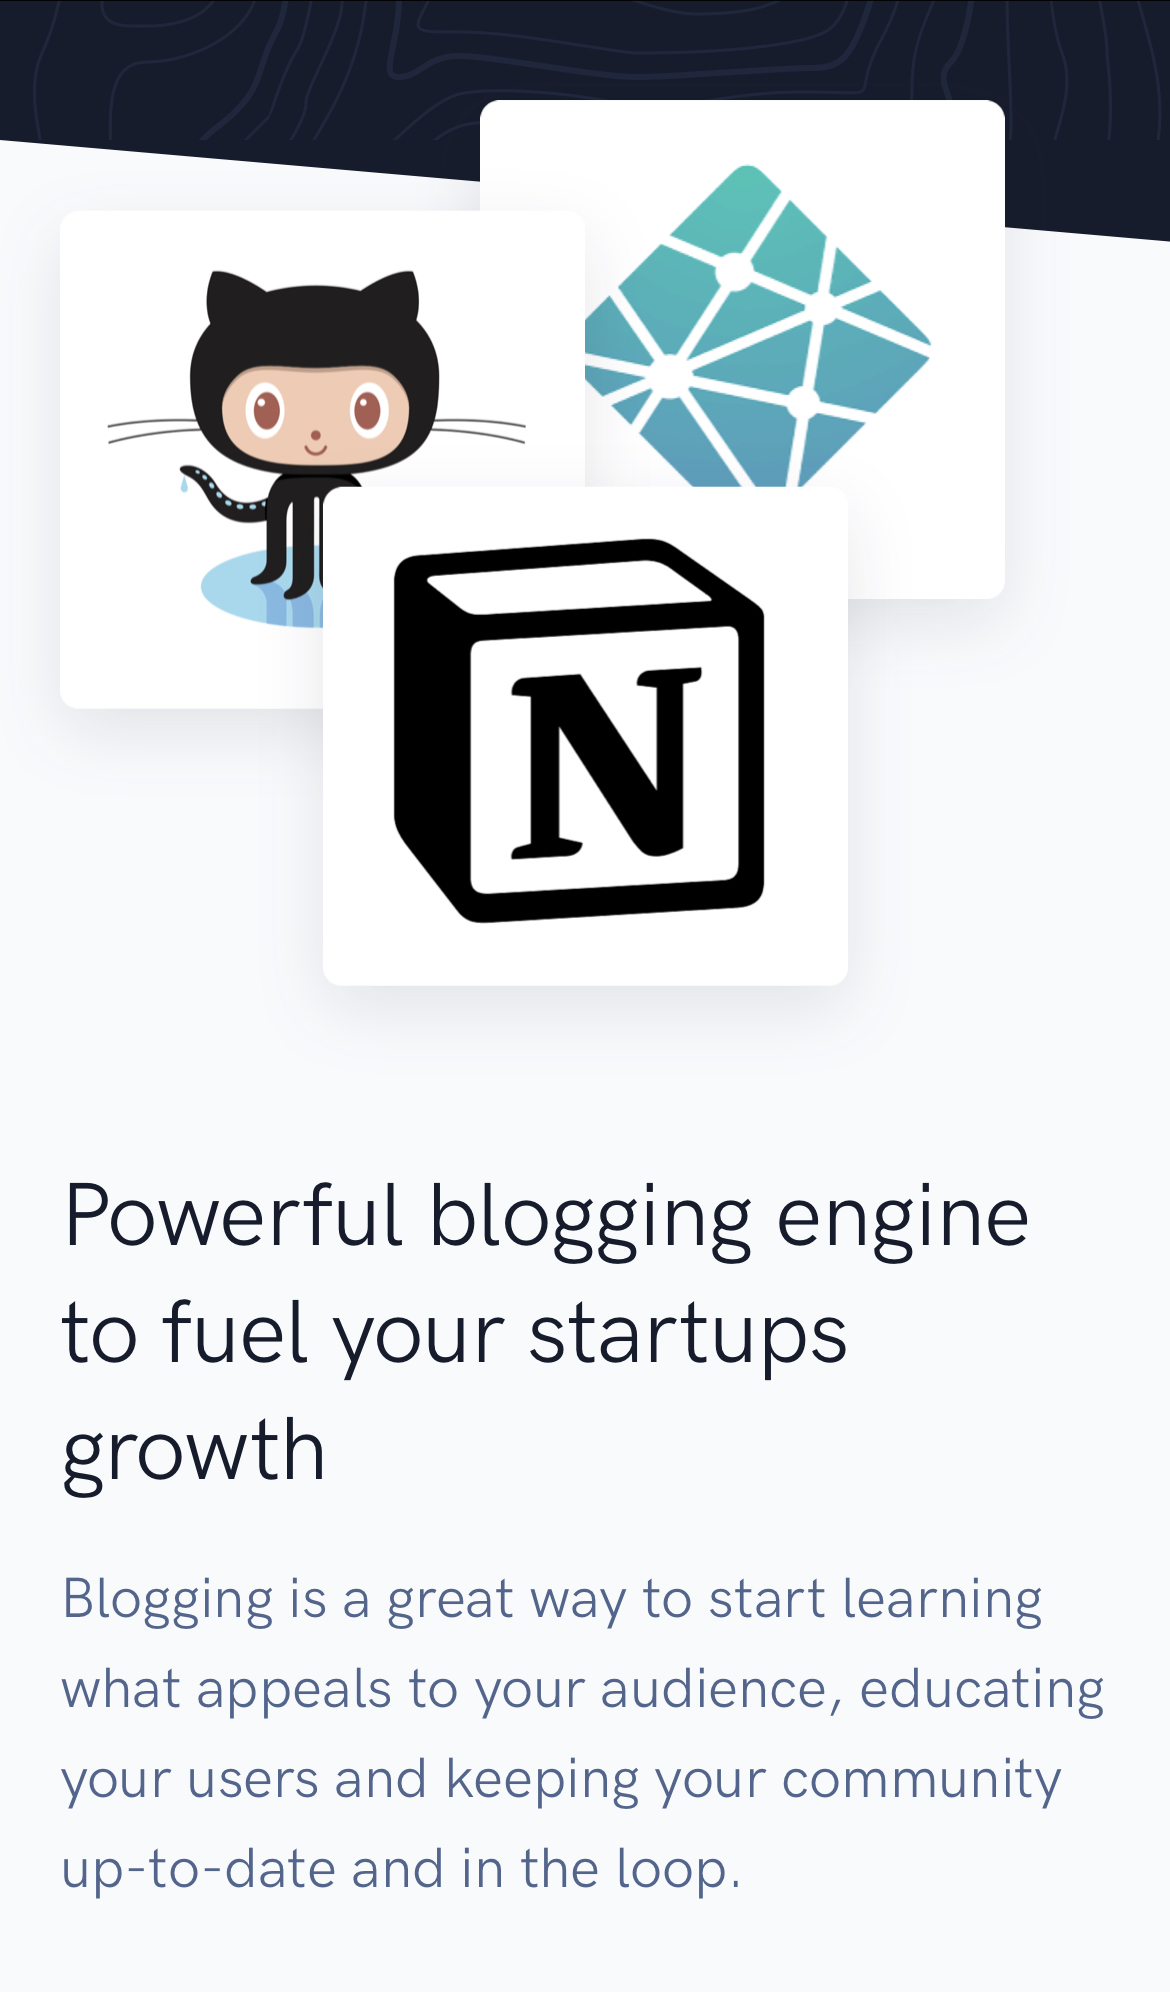 N
Powerful blogging engine
to fuel your startups
growth
Blogging is a great way to start learning
what appeals to your audience, educating
your users and keeping your community
up-to-date and in the loop.